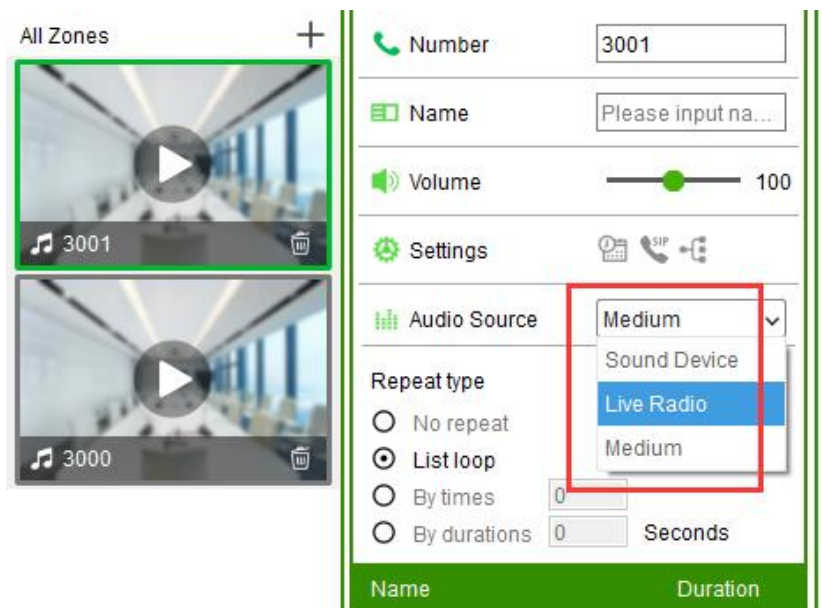 All Zones
3001
3000
Number 3001
Name Please input na...
Volume 100
Settings SIP
Audio Source Medium
Sound Device
Live Radio
Medium
Repeat type
No repeat
List loop
By times 0
By durations 0 Seconds
Name Duration